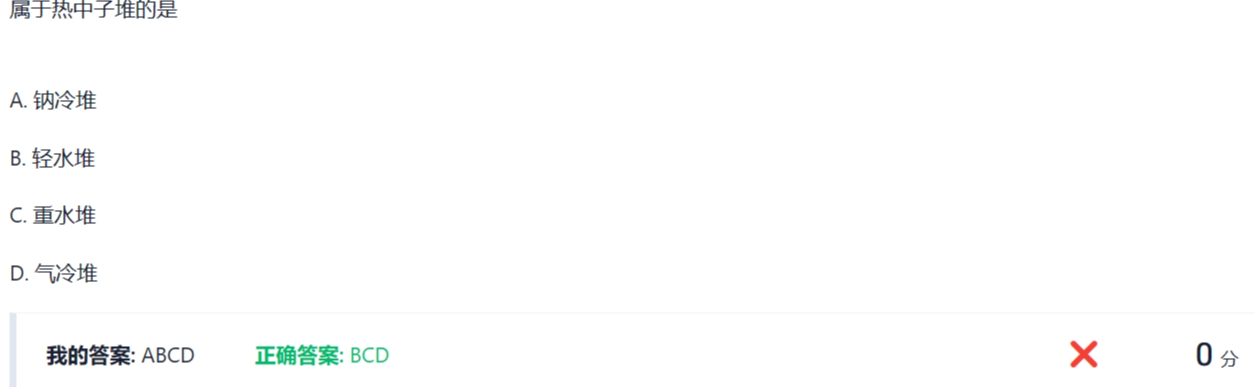 属于热中子堆的是
A. 钠冷堆
B. 轻水堆
C. 重水堆
D. 气冷堆
我的答案: ABCD 正确答案: BCD 0 分